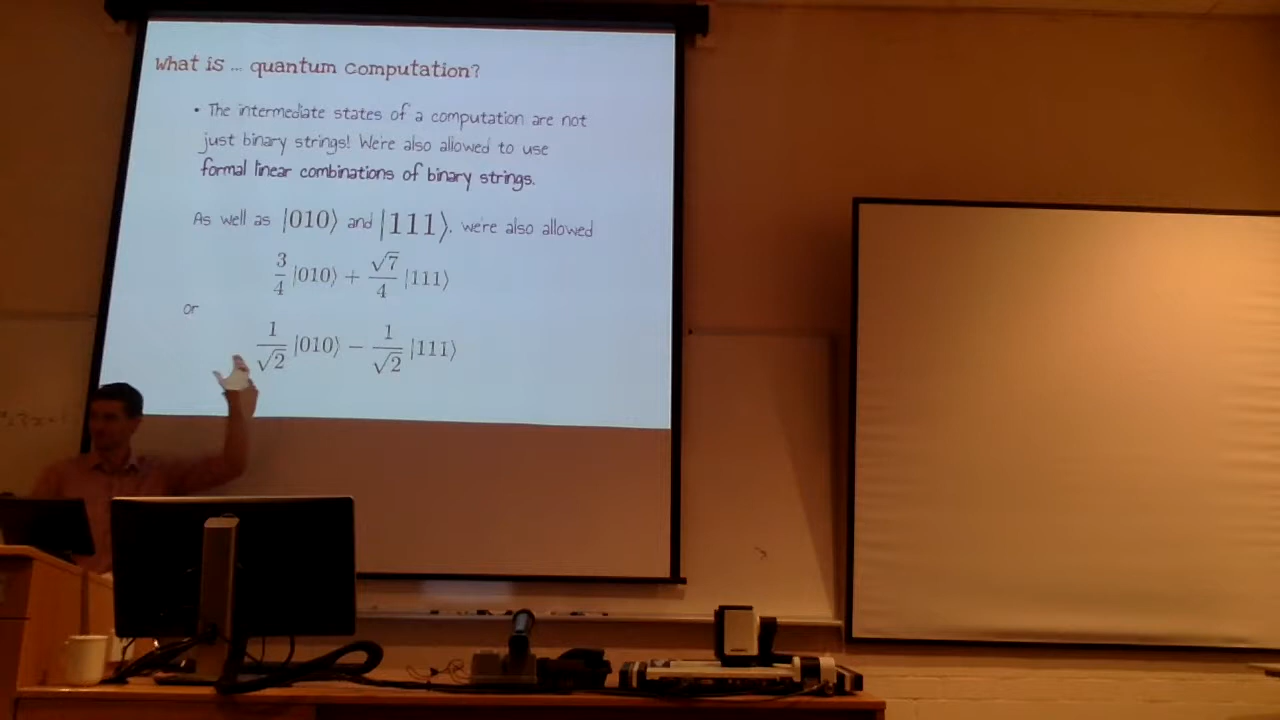 What is ... quantum computation?
• The intermediate states of a computation are not
just binary strings! We're also allowed to use
formal linear combinations of binary strings.
As well as |010⟩ and |111⟩, we're also allowed
3/4 |010⟩ + √7/4 |111⟩
or
1/√2 |010⟩ − 1/√2 |111⟩